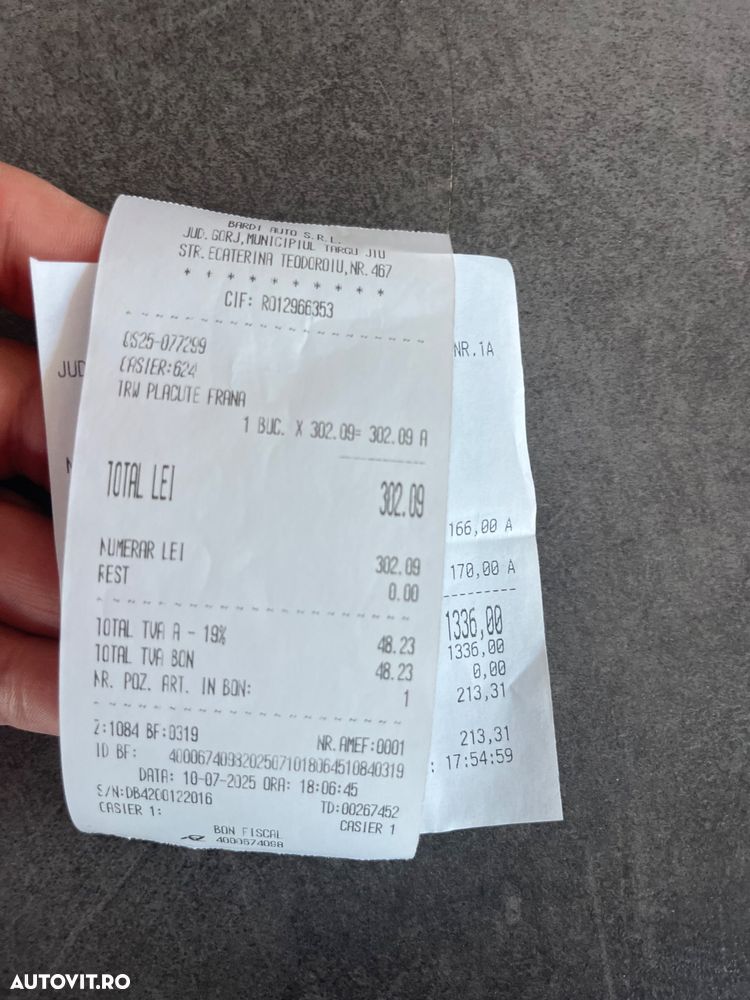 BARDI AUTO S.R.L.
JUD. GORJ, MUNICIPIUL TARGU JIU
STR. ECATERINA TEODOROIU, NR. 467
* * * * * * * * *
CIF: RO12966353
CS25-077299
CASIER:624
TRW PLACUTE FRANA
1 BUC. X 302.09= 302.09 A
TOTAL LEI 302.09
NUMERAR LEI 302.09
REST 0.00
TOTAL TVA A - 19% 48.23
TOTAL TVA BON 48.23
NR. POZ. ART. IN BON: 1
Z:1084 BF:0319 NR.AMEF:0001
ID BF: 40006740932025071018064510840319
DATA: 10-07-2025 ORA: 18:06:45
S/N:DB4200122016 TD:00267452
CASIER 1: CASIER 1
BON FISCAL
JUD
NR.1A
166,00 A
170,00 A
1336,00
1336,00
0,00
213,31
213,31
: 17:54:59
AUTOVIT.RO